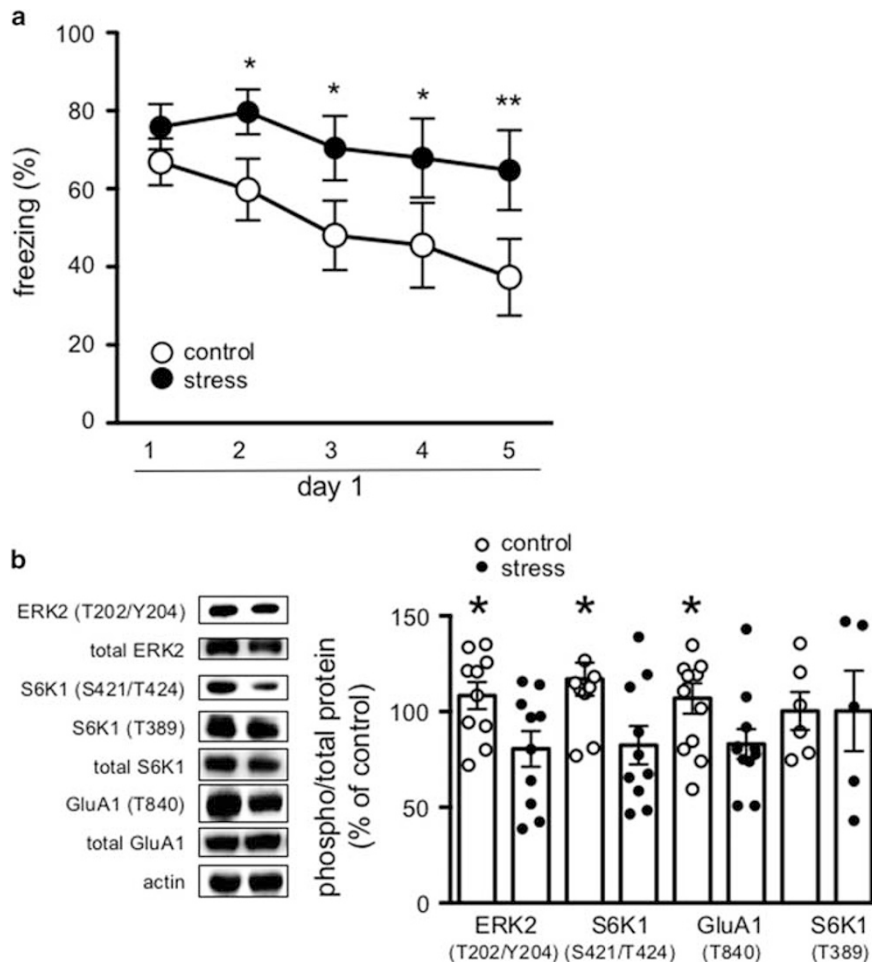 a
100
80
60
40
20
0
freezing (%)
*
*
*
**
control
stress
1 2 3 4 5
day 1
b
control
stress
ERK2 (T202/Y204)
total ERK2
S6K1 (S421/T424)
S6K1 (T389)
total S6K1
GluA1 (T840)
total GluA1
actin
phospho/total protein
(% of control)
150
100
50
0
* * *
ERK2 S6K1 GluA1 S6K1
(T202/Y204) (S421/T424) (T840) (T389)